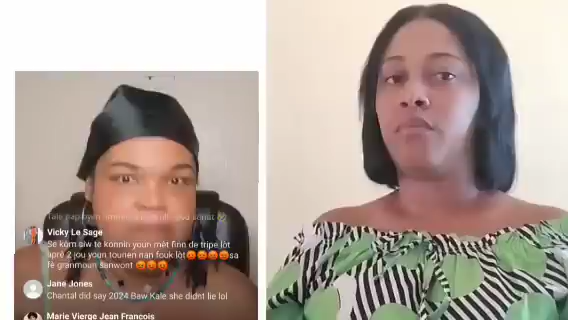 Vicky Le Sage
Se kòm siw te konnin youn mèt finn de tripe lòt
apré 2 jou youn tounen nan fouk lòt😡😡😡😡sa
fè granmoun sanwont 😡😡😡
Jane Jones
Chantal did say 2024 Baw Kale she didnt lie lol
Marie Vierge Jean Francois